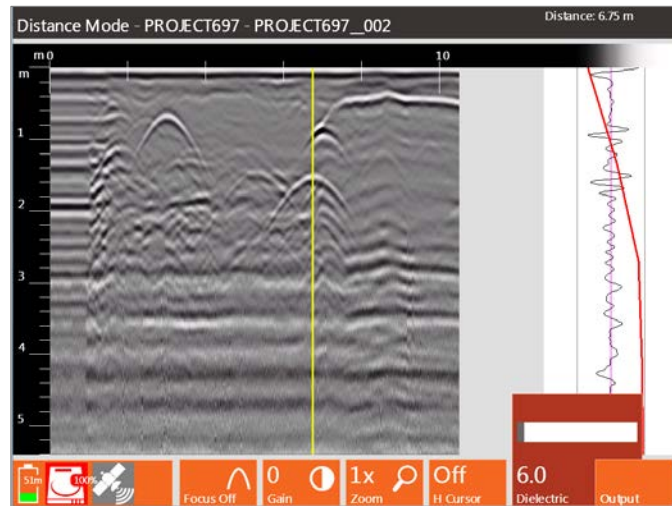 Distance Mode - PROJECT697 - PROJECT697__002
Distance: 6.75 m
m 0
10
m
1
2
3
4
5
51m
100%
Focus Off
0
Gain
1x
Zoom
Off
H Cursor
6.0
Dielectric
Output